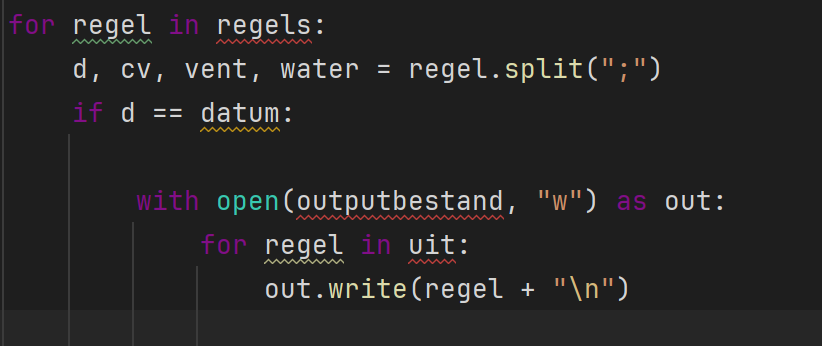 for regel in regels:
    d, cv, vent, water = regel.split(";")
    if d == datum:

        with open(outputbestand, "w") as out:
            for regel in uit:
                out.write(regel + "\n")